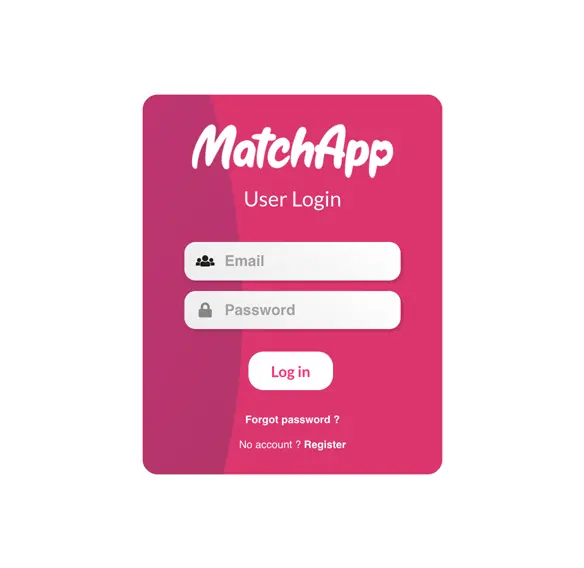 MatchApp
User Login
Email
Password
Log in
Forgot password ?
No account ? Register